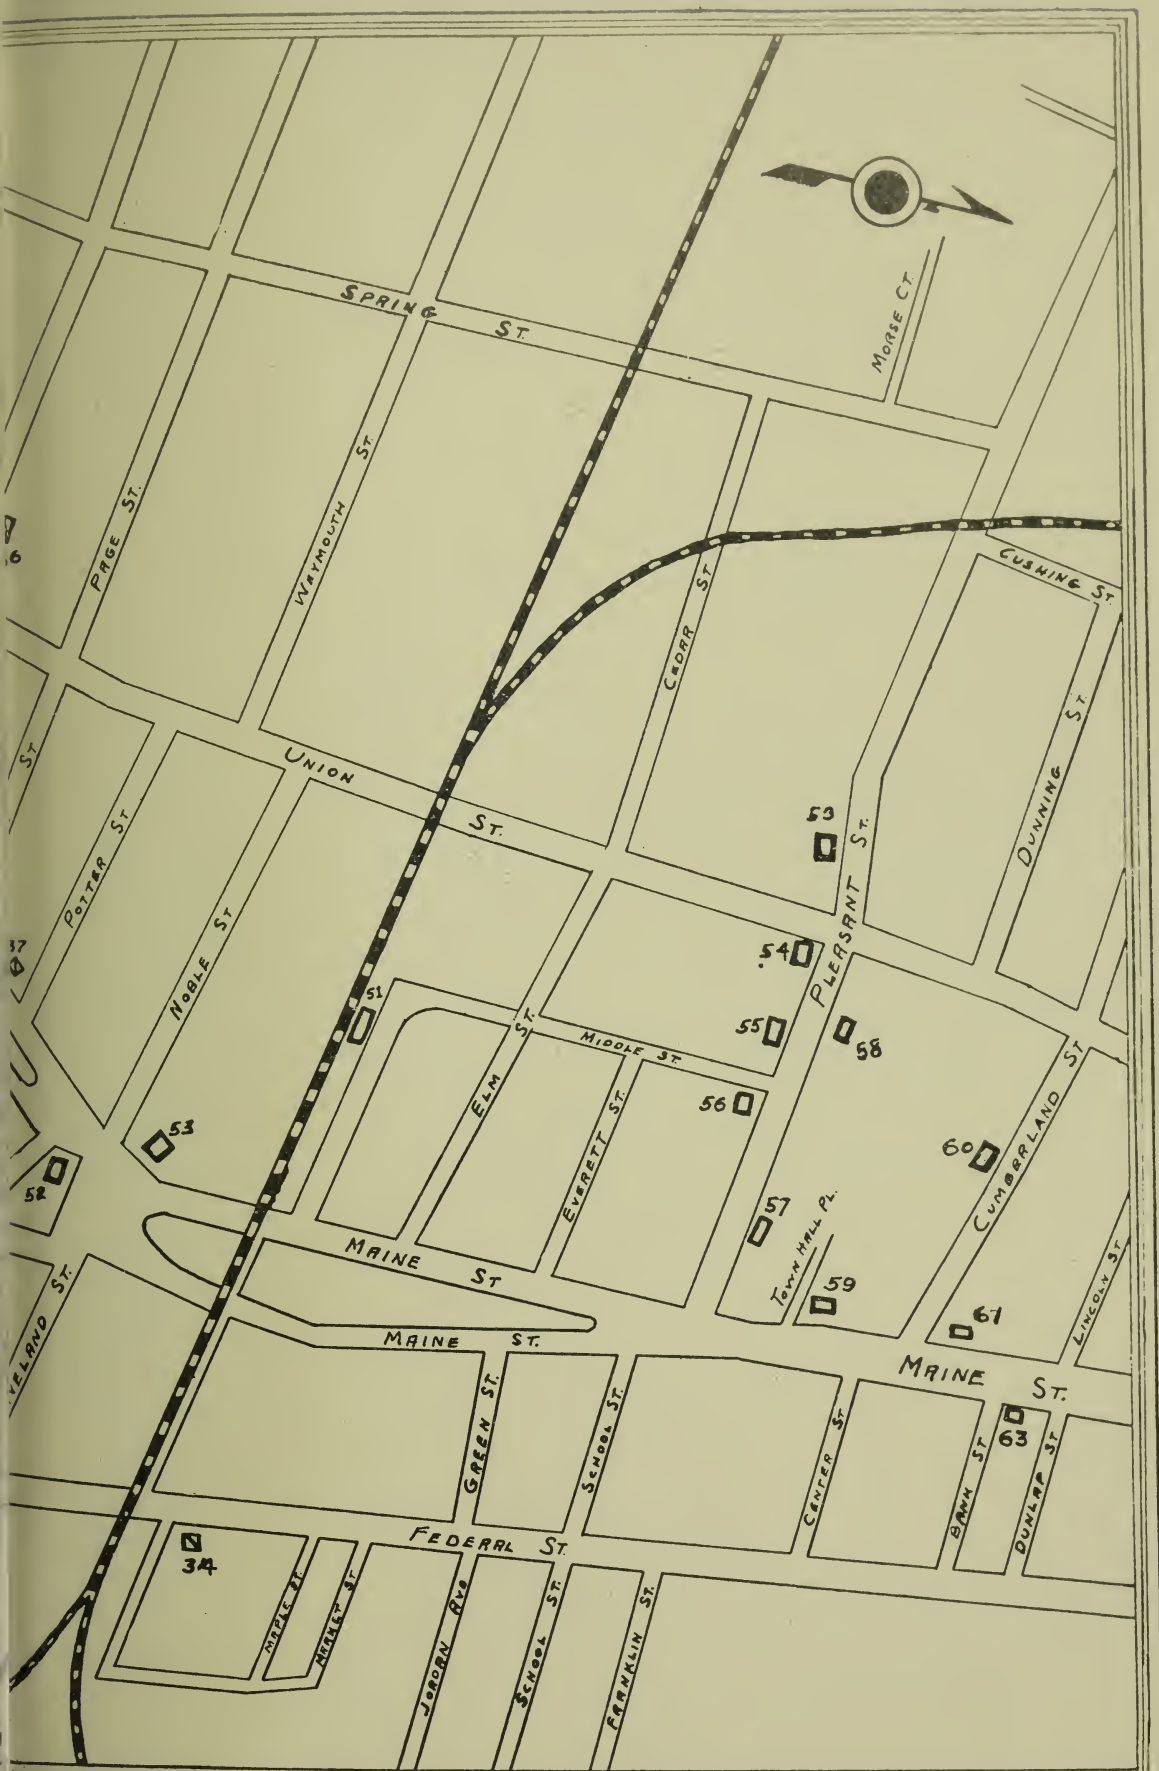 N
MORSE CT.
SPRING ST.
WEYMOUTH ST.
PAGE ST.
CUSHING ST.
CEDAR ST
ST
DUNNING ST.
UNION ST.
POTTER ST
NOBLE ST
53
PLEASANT ST.
54
37
51
55
58
MIDDLE ST.
ELM ST.
56
EVERETT ST.
60
CUMBERLAND ST
53
52
57
TOWN HALL PL.
59
LINCOLN ST
MAINE ST
61
MAINE ST.
MAINE ST.
GREEN ST.
SCHOOL ST.
CENTER ST
BANK ST
63
DUNLAP ST
FEDERAL ST.
34
MAPLE ST.
MARKET ST
JORDAN AVE
SCHOOL ST.
FRANKLIN ST.